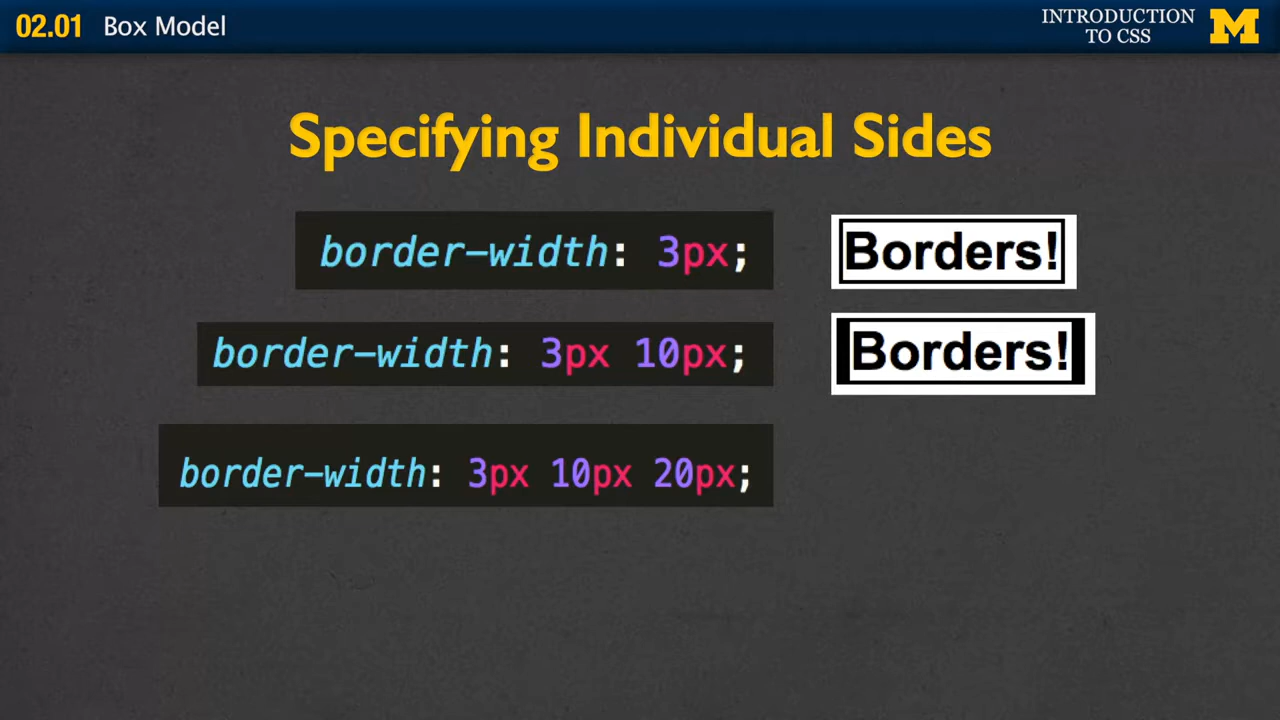 02.01 Box Model
INTRODUCTION
TO CSS
M
Specifying Individual Sides
border-width: 3px;
Borders!
border-width: 3px 10px;
Borders!
border-width: 3px 10px 20px;